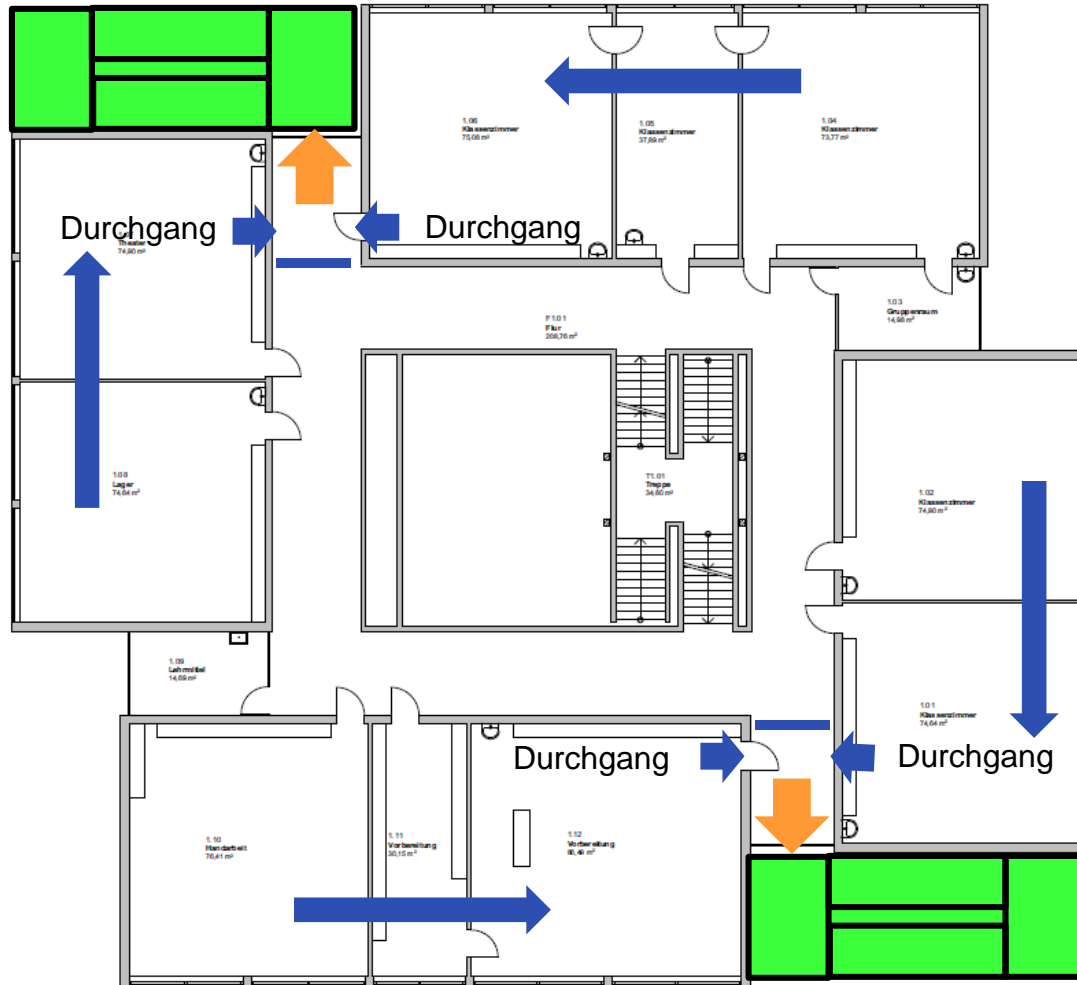 1.06
Klassenzimmer
75,08 m²
1.05
Klassenzimmer
37,89 m²
1.04
Klassenzimmer
73,77 m²
Durchgang
Theater
74,90 m²
Durchgang
1.03
Gruppenraum
14,98 m²
F1.01
Flur
208,76 m²
1.08
Lager
74,64 m²
T1.01
Treppe
34,80 m²
1.02
Klassenzimmer
74,90 m²
1.09
Lehrmittel
14,69 m²
1.01
Klassenzimmer
74,64 m²
Durchgang
Durchgang
1.10
Handarbeit
76,41 m²
1.11
Vorbereitung
30,15 m²
1.12
Vorbereitung
80,49 m²